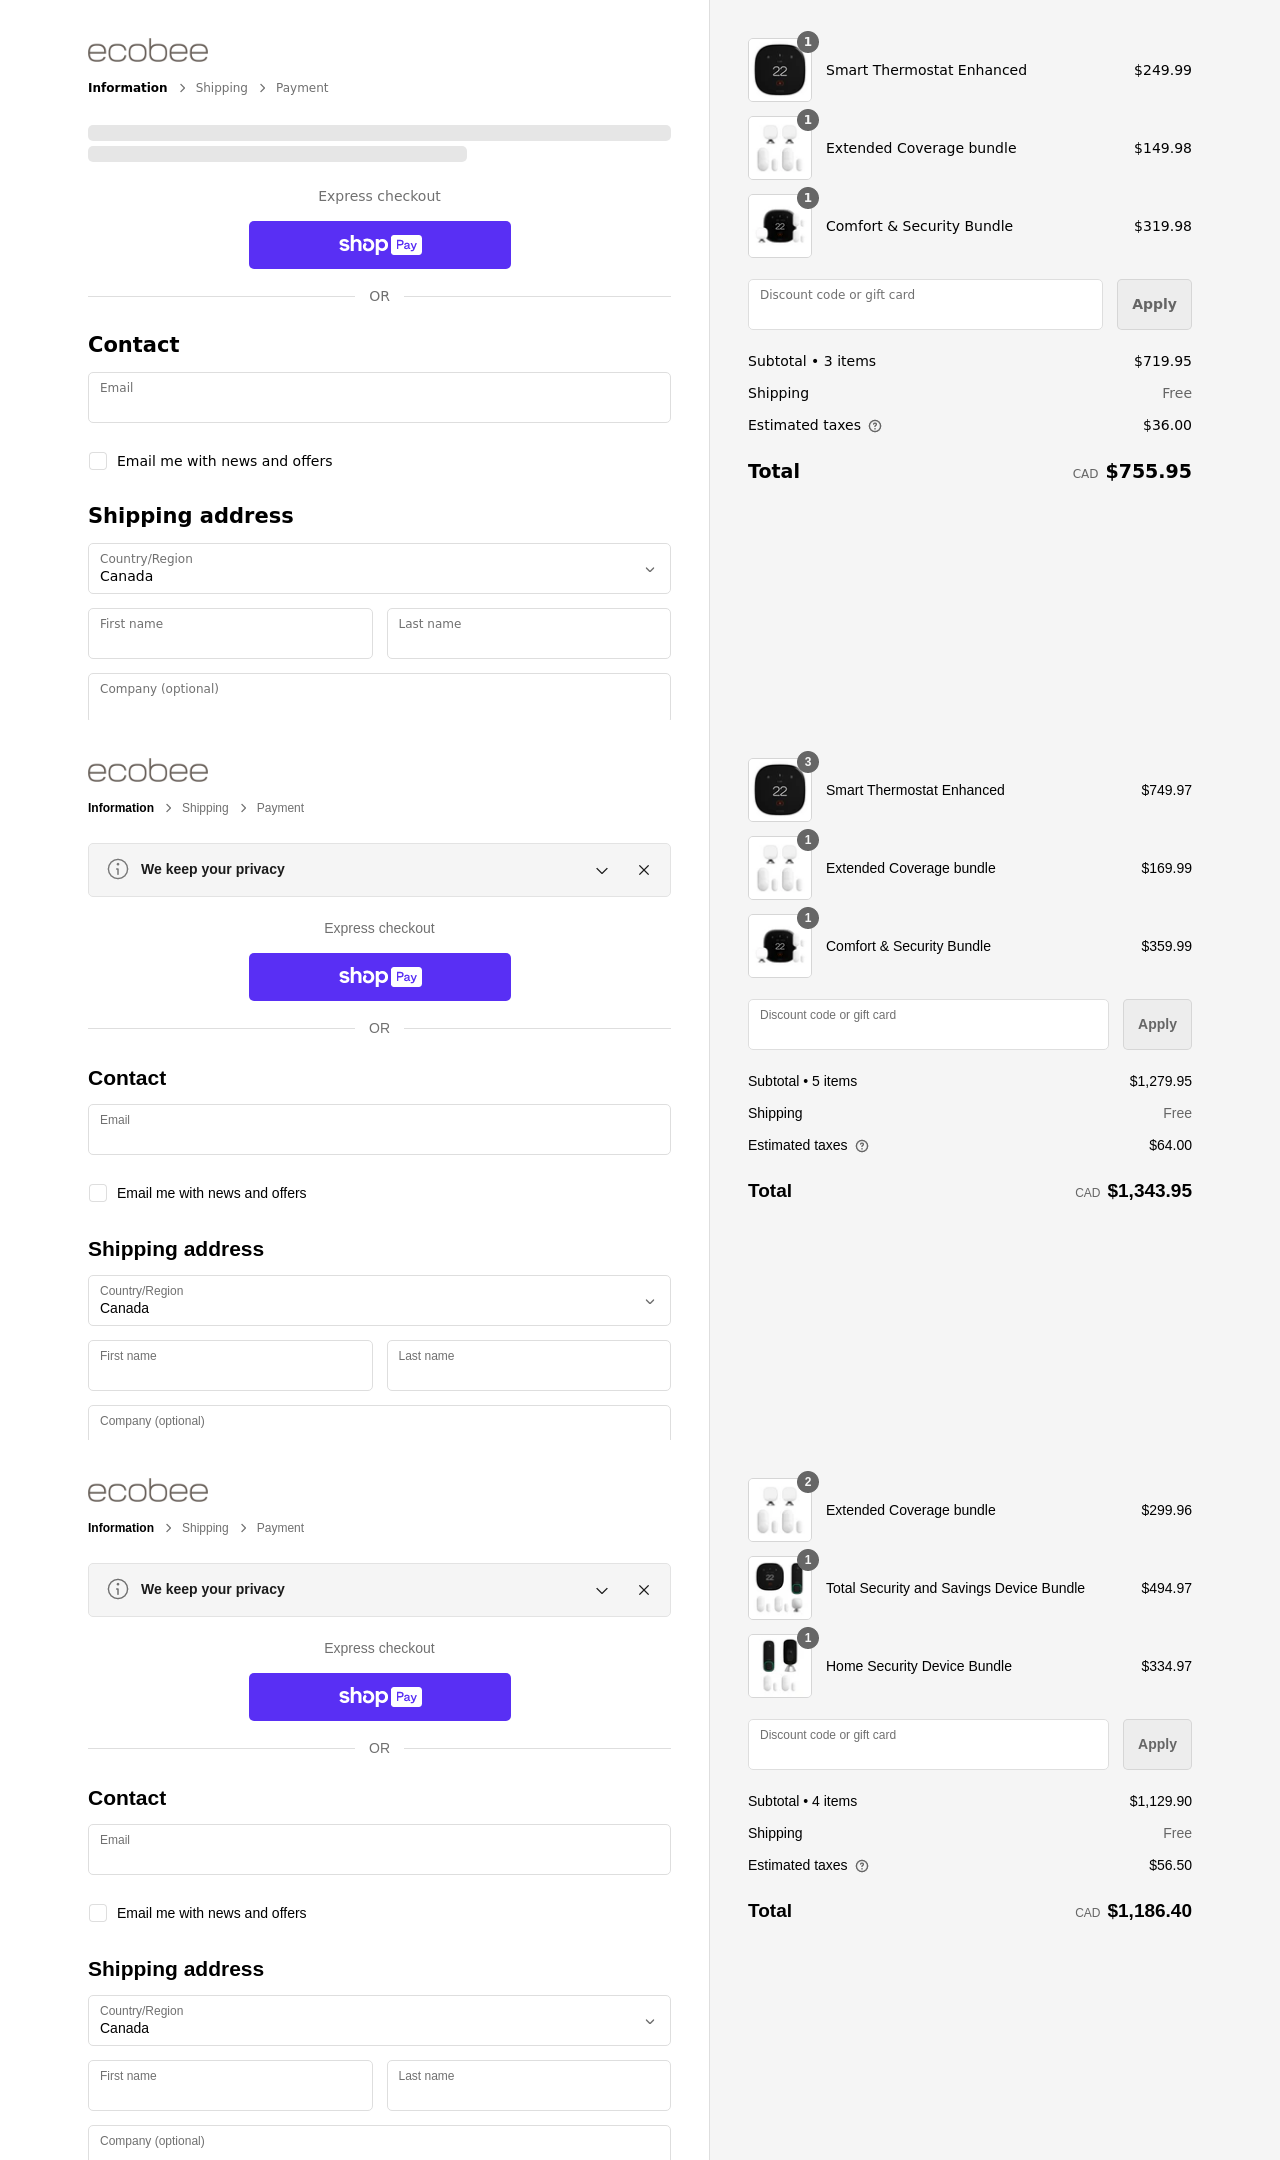 ecobee
Information > Shipping > Payment
Express checkout
shop Pay
OR
Contact
Email
Email me with news and offers
Shipping address
Country/Region
Canada
First name Last name
Company (optional)
1
22
Smart Thermostat Enhanced $249.99
1
Extended Coverage bundle $149.98
1
22
Comfort & Security Bundle $319.98
Discount code or gift card Apply
Subtotal • 3 items $719.95
Shipping Free
Estimated taxes $36.00
Total CAD $755.95
ecobee
Information > Shipping > Payment
We keep your privacy
Express checkout
shop Pay
OR
Contact
Email
Email me with news and offers
Shipping address
Country/Region
Canada
First name Last name
Company (optional)
3
22
Smart Thermostat Enhanced $749.97
1
Extended Coverage bundle $169.99
1
22
Comfort & Security Bundle $359.99
Discount code or gift card Apply
Subtotal • 5 items $1,279.95
Shipping Free
Estimated taxes $64.00
Total CAD $1,343.95
ecobee
Information > Shipping > Payment
We keep your privacy
Express checkout
shop Pay
OR
Contact
Email
Email me with news and offers
Shipping address
Country/Region
Canada
First name Last name
Company (optional)
2
Extended Coverage bundle $299.96
1
22
Total Security and Savings Device Bundle $494.97
1
Home Security Device Bundle $334.97
Discount code or gift card Apply
Subtotal • 4 items $1,129.90
Shipping Free
Estimated taxes $56.50
Total CAD $1,186.40